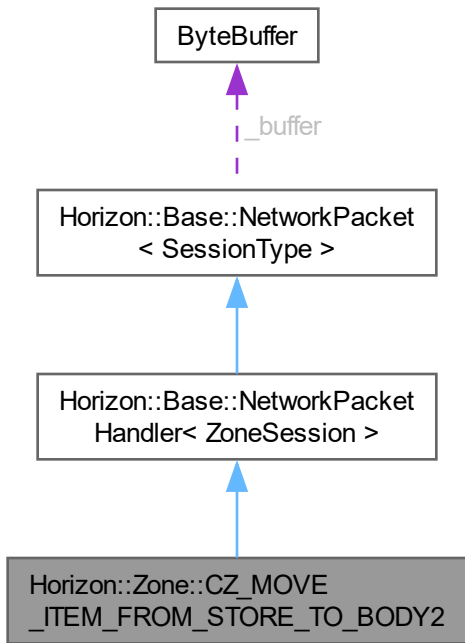 ByteBuffer
_buffer
Horizon::Base::NetworkPacket
< SessionType >
Horizon::Base::NetworkPacket
Handler< ZoneSession >
Horizon::Zone::CZ_MOVE
_ITEM_FROM_STORE_TO_BODY2